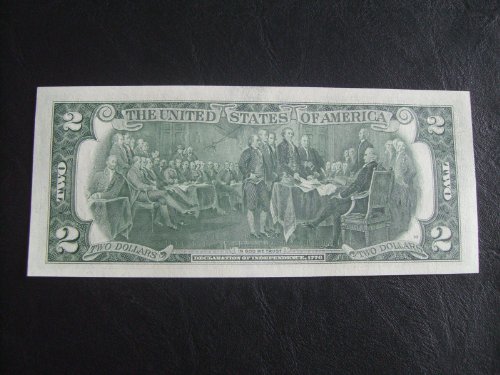 THE UNITED STATES OF AMERICA
2 2
TWO TWO
2 2
TWO DOLLARS TWO DOLLARS
IN GOD WE TRUST
DECLARATION OF INDEPENDENCE, 1776